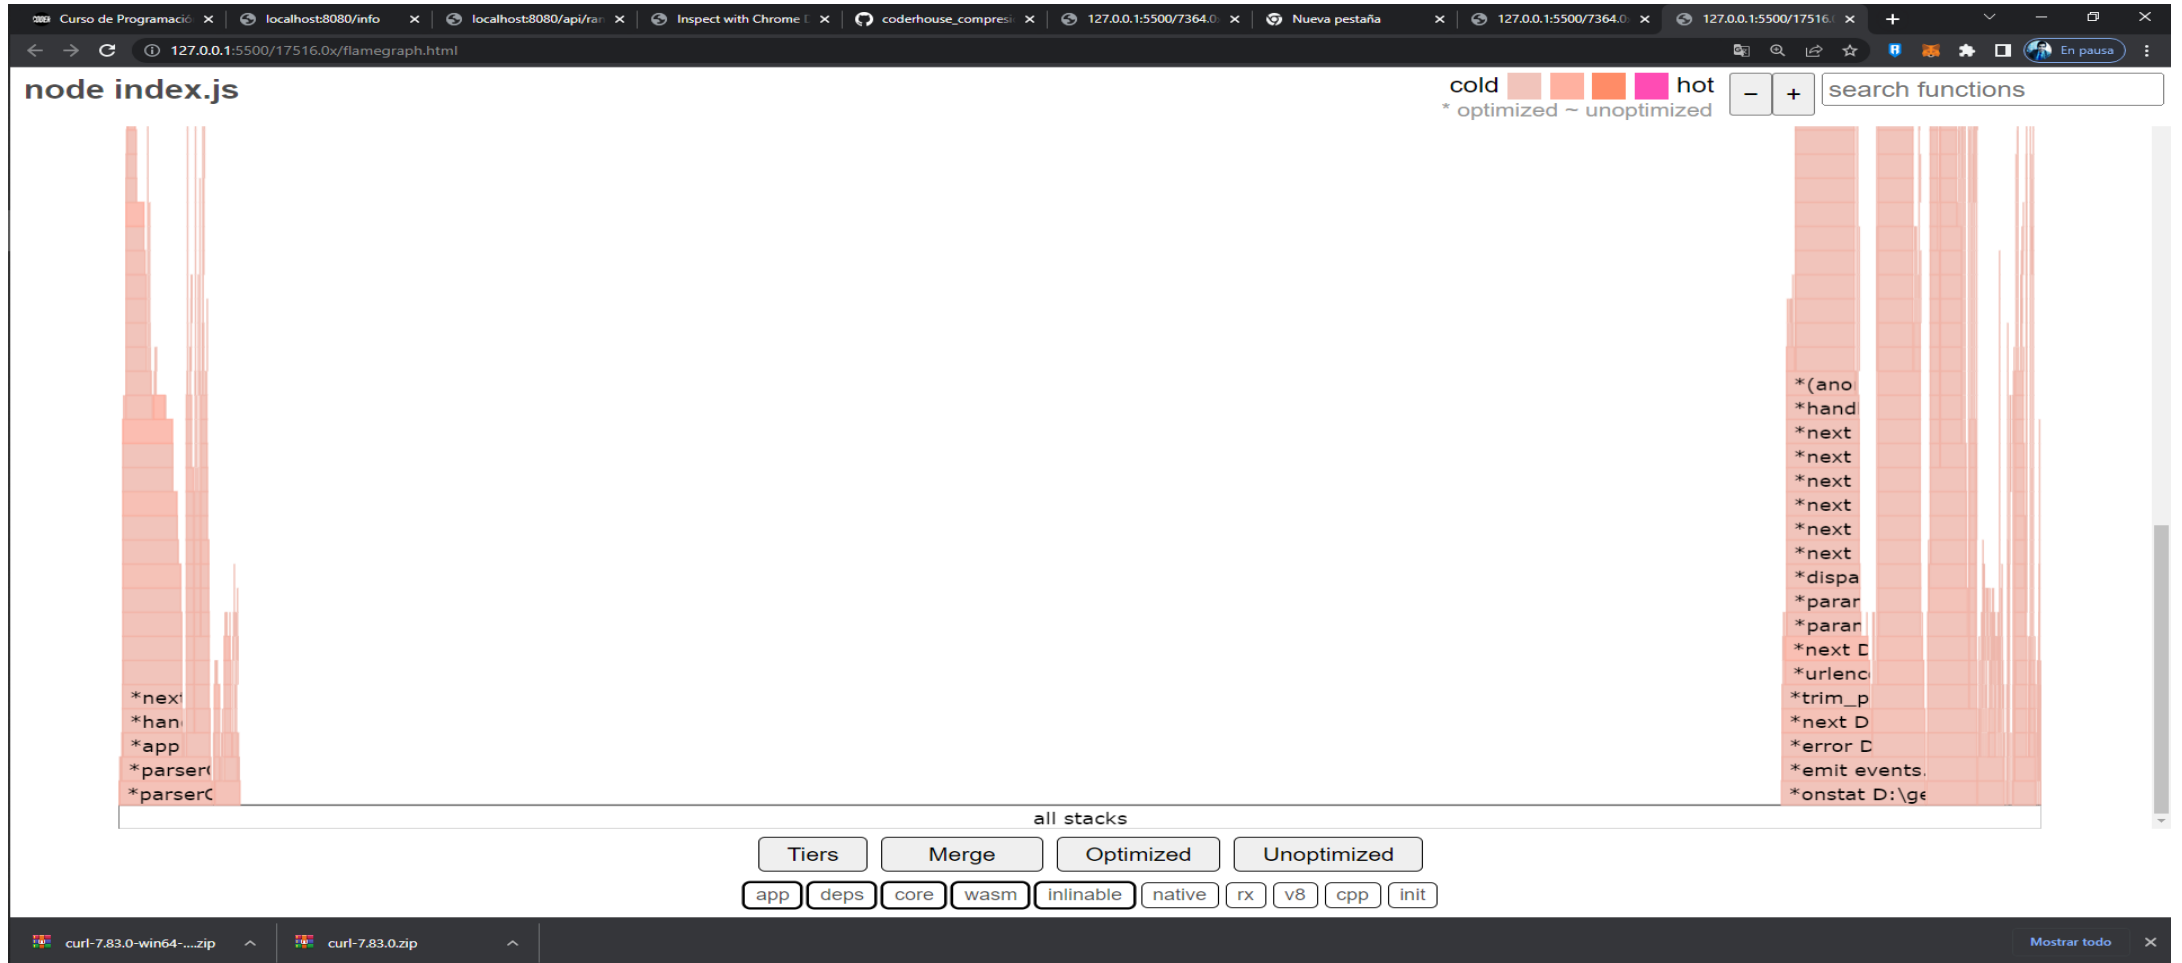 Curso de Programació
localhost:8080/info
localhost:8080/api/ran
Inspect with Chrome D
coderhouse_compresi
127.0.0.1:5500/7364.0
Nueva pestaña
127.0.0.1:5500/7364.0
127.0.0.1:5500/17516.
127.0.0.1:5500/17516.0x/flamegraph.html
En pausa
node index.js
cold hot
* optimized ~ unoptimized
− +
search functions
*next
*han
*app
*parser
*parserC
*(ano
*hand
*next
*next
*next
*next
*next
*next
*dispa
*param
*param
*next D
*urlenc
*trim_p
*next D
*error D
*emit events.
*onstat D:\ge
all stacks
Tiers Merge Optimized Unoptimized
app deps core wasm inlinable native rx v8 cpp init
curl-7.83.0-win64-....zip
curl-7.83.0.zip
Mostrar todo